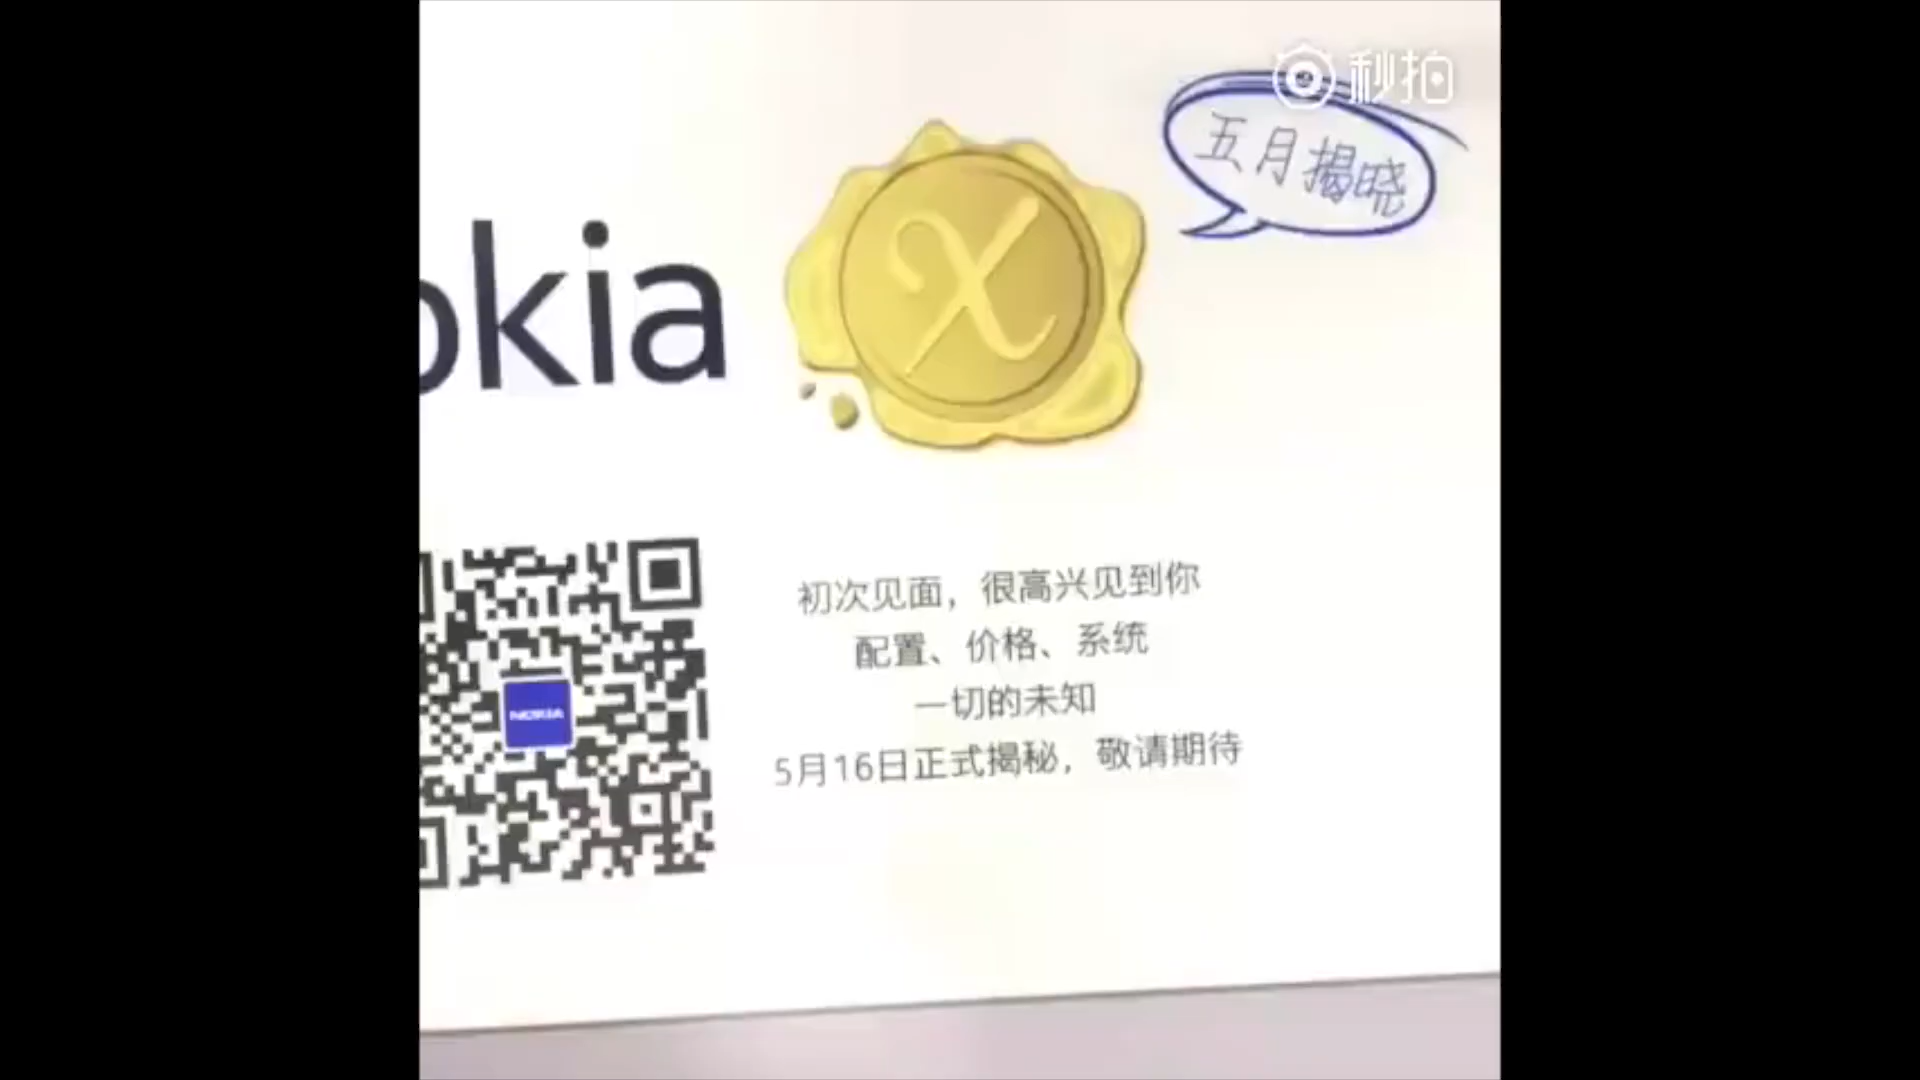 秒拍
五月揭晓
okia
X
NOKIA
初次见面，很高兴见到你
配置、价格、系统
一切的未知
5月16日正式揭秘，敬请期待